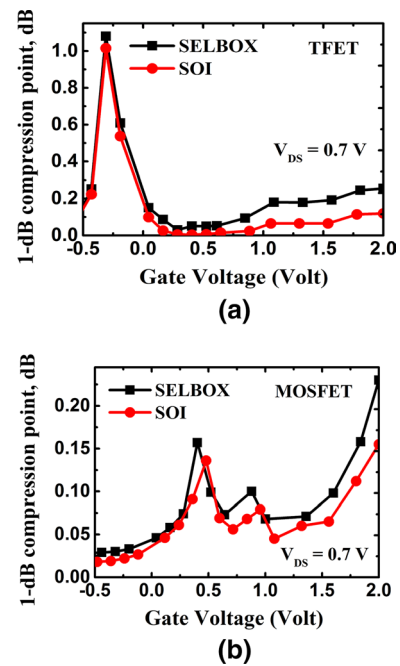 1-dB compression point, dB
1.0
0.8
0.6
0.4
0.2
0.0
SELBOX
SOI
TFET
V_DS = 0.7 V
-0.5 0.0 0.5 1.0 1.5 2.0
Gate Voltage (Volt)
(a)
1-dB compression point, dB
0.20
0.15
0.10
0.05
0.00
SELBOX
SOI
MOSFET
V_DS = 0.7 V
-0.5 0.0 0.5 1.0 1.5 2.0
Gate Voltage (Volt)
(b)